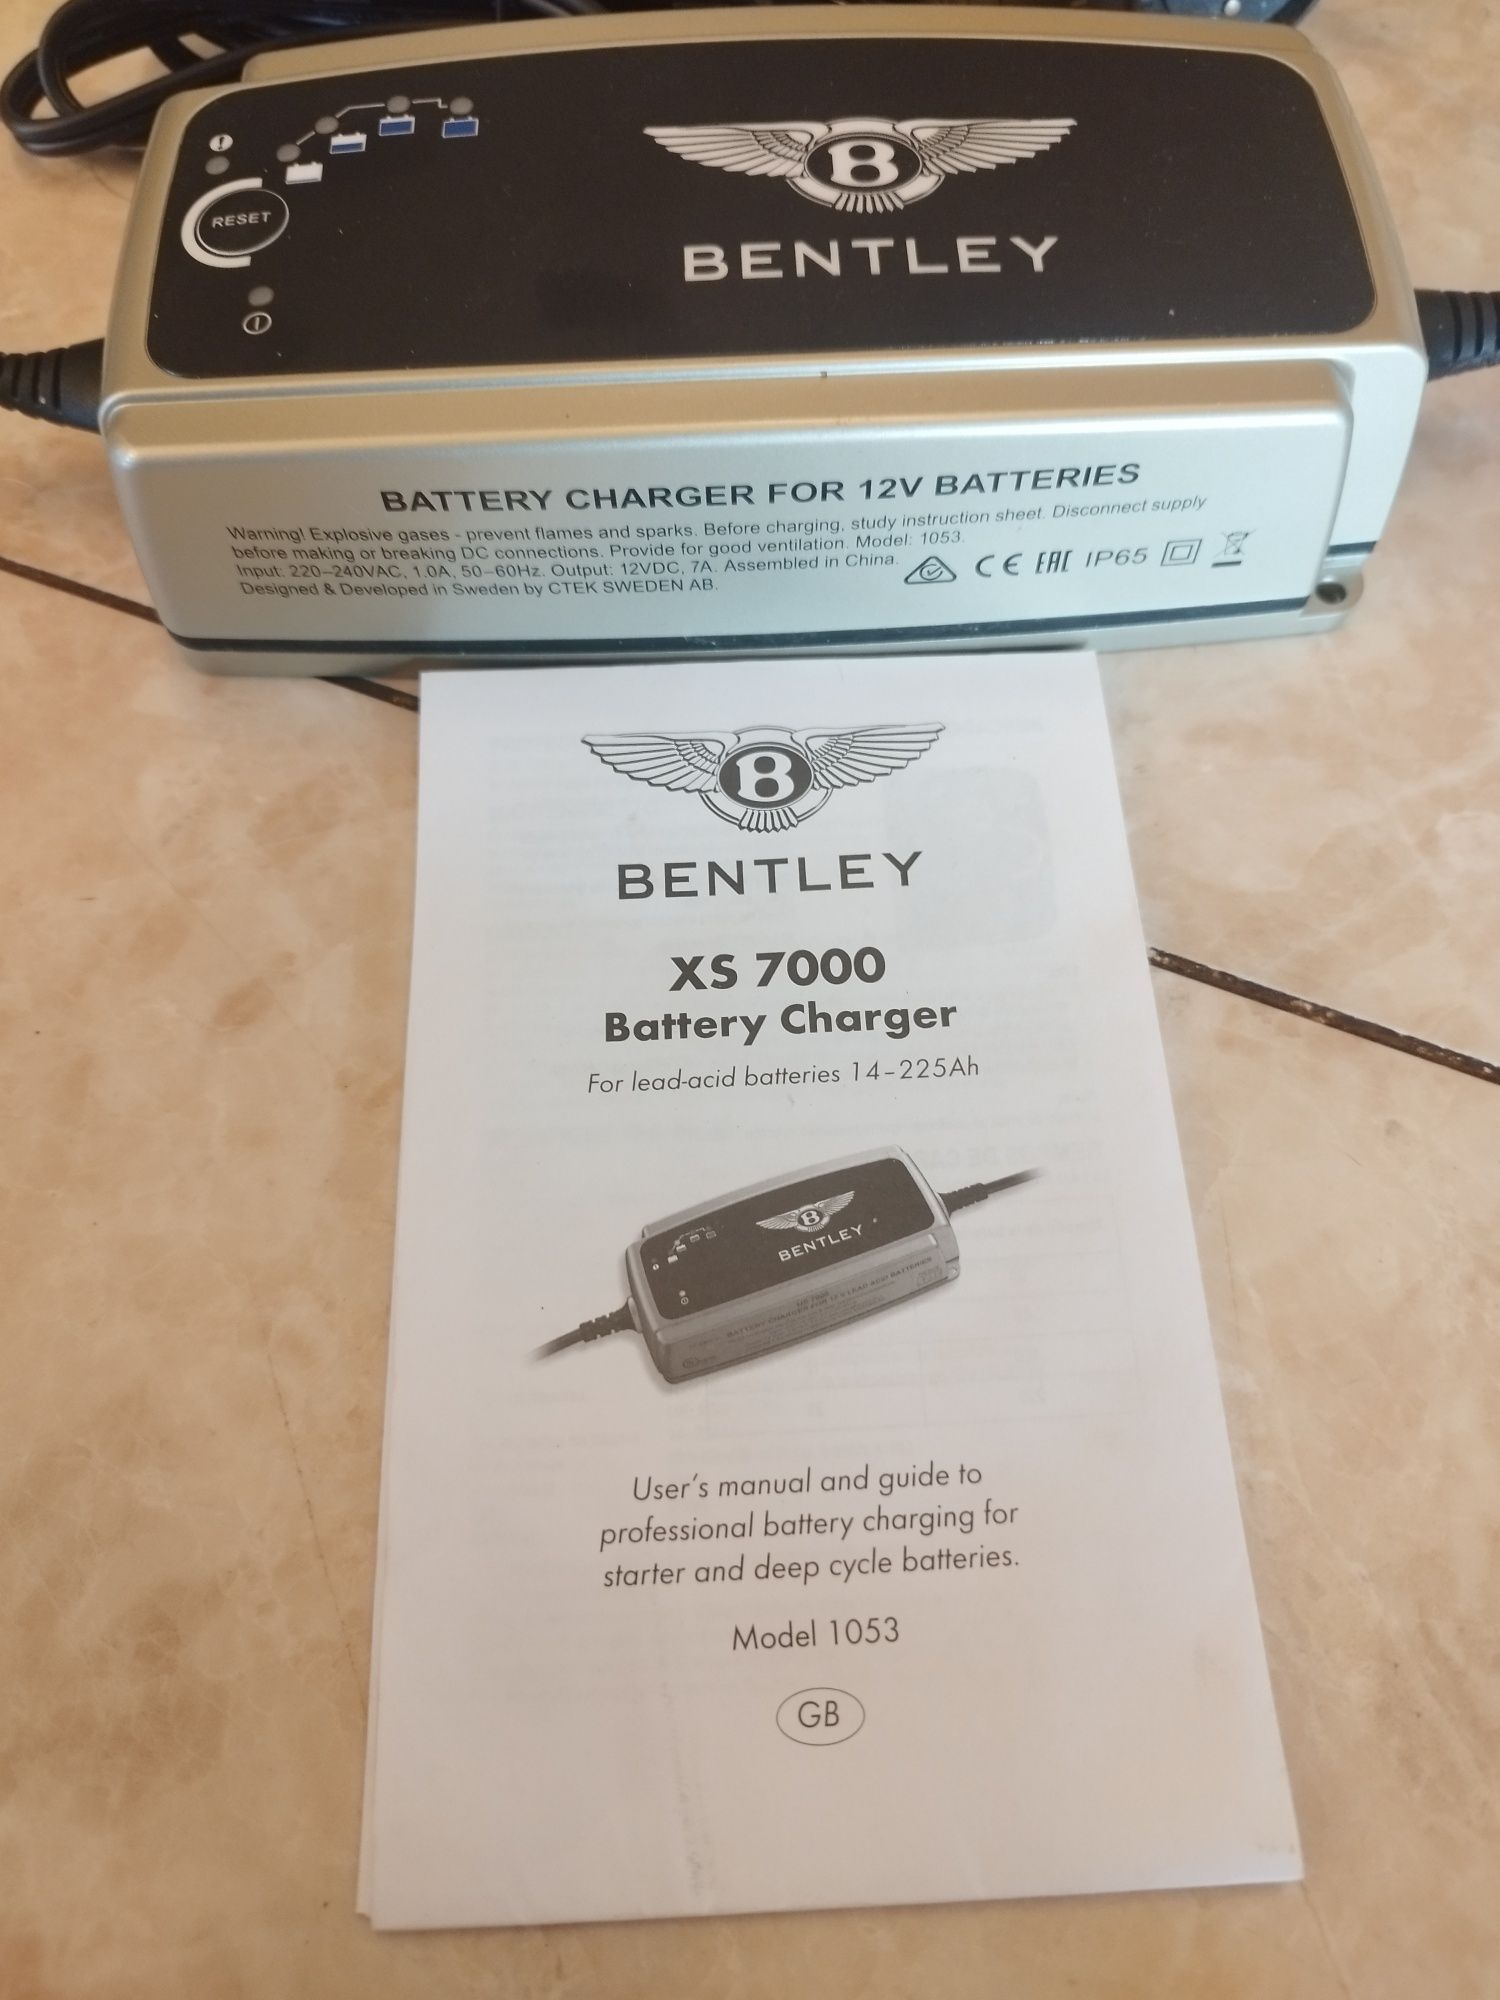 B
BENTLEY
RESET
BATTERY CHARGER FOR 12V BATTERIES
Warning! Explosive gases - prevent flames and sparks. Before charging, study instruction sheet. Disconnect supply
before making or breaking DC connections. Provide for good ventilation. Model: 1053.
Input: 220–240VAC, 1.0A, 50–60Hz. Output: 12VDC, 7A. Assembled in China.
Designed & Developed in Sweden by CTEK SWEDEN AB.
CE EAC IP65
B
BENTLEY
XS 7000
Battery Charger
For lead-acid batteries 14–225Ah
B
BENTLEY
User's manual and guide to
professional battery charging for
starter and deep cycle batteries.
Model 1053
GB